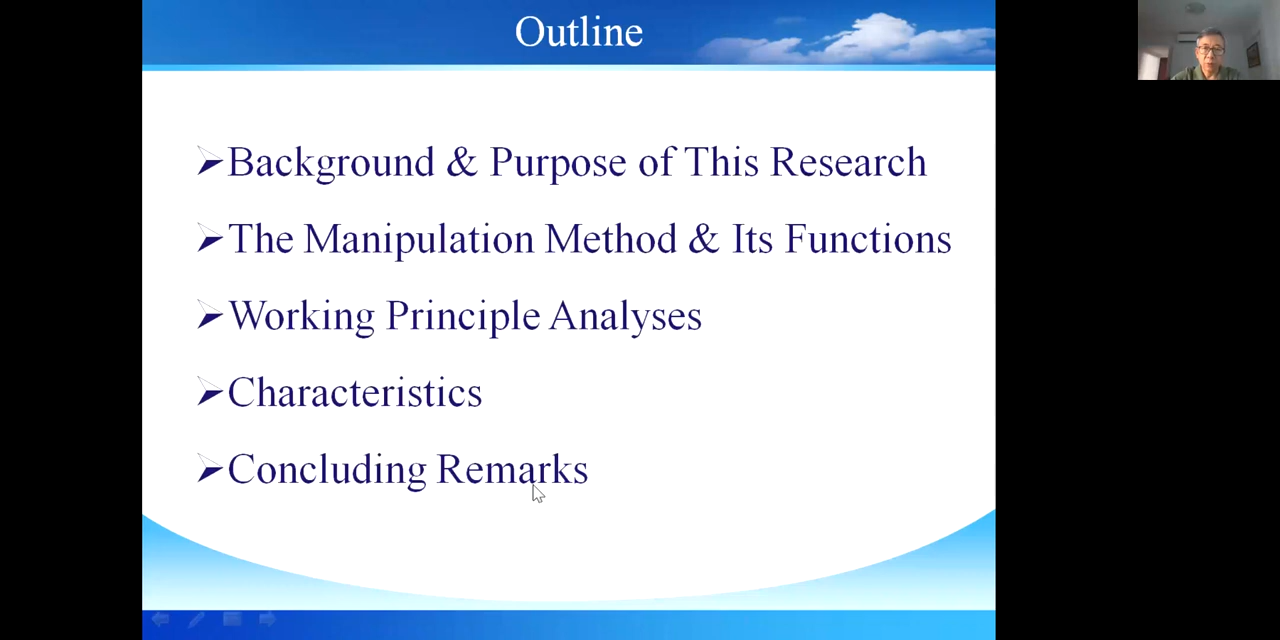 Outline
Background & Purpose of This Research
The Manipulation Method & Its Functions
Working Principle Analyses
Characteristics
Concluding Remarks